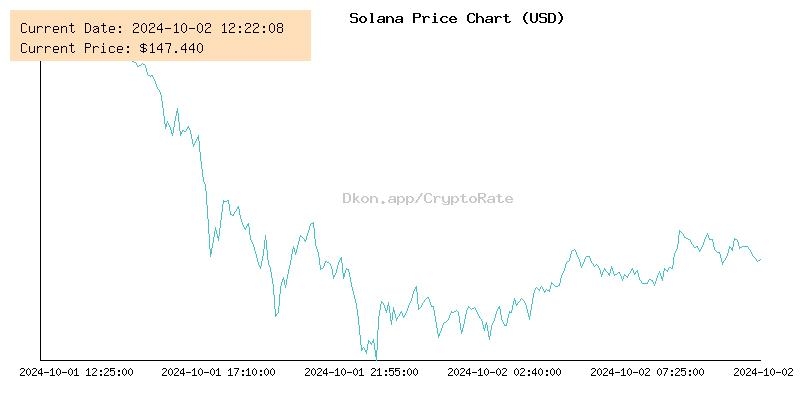 Solana Price Chart (USD)
Current Date: 2024-10-02 12:22:08
Current Price: $147.440
Dkon.app/CryptoRate
2024-10-01 12:25:00 2024-10-01 17:10:00 2024-10-01 21:55:00 2024-10-02 02:40:00 2024-10-02 07:25:00 2024-10-02